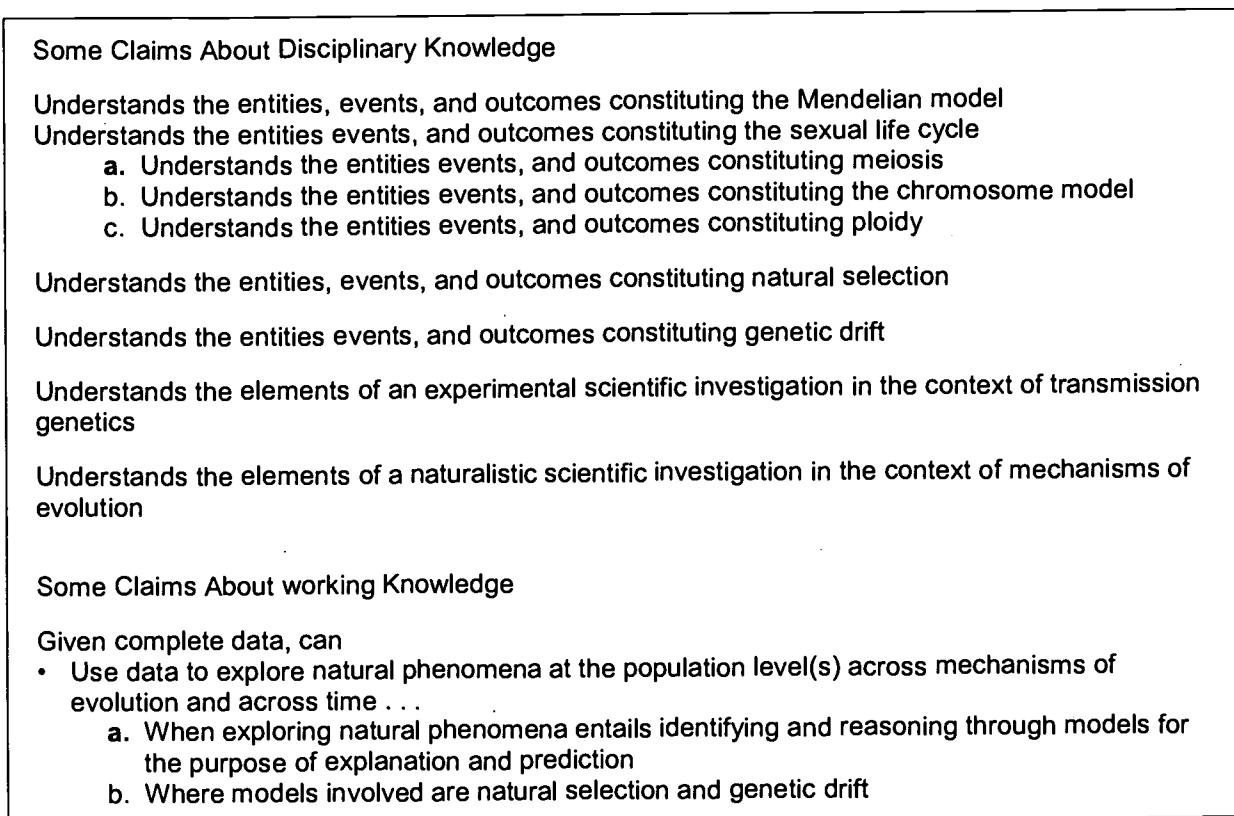 Some Claims About Disciplinary Knowledge
Understands the entities, events, and outcomes constituting the Mendelian model
Understands the entities events, and outcomes constituting the sexual life cycle
a. Understands the entities events, and outcomes constituting meiosis
b. Understands the entities events, and outcomes constituting the chromosome model
c. Understands the entities events, and outcomes constituting ploidy
Understands the entities, events, and outcomes constituting natural selection
Understands the entities events, and outcomes constituting genetic drift
Understands the elements of an experimental scientific investigation in the context of transmission
genetics
Understands the elements of a naturalistic scientific investigation in the context of mechanisms of
evolution
Some Claims About working Knowledge
Given complete data, can
• Use data to explore natural phenomena at the population level(s) across mechanisms of
evolution and across time . . .
a. When exploring natural phenomena entails identifying and reasoning through models for
the purpose of explanation and prediction
b. Where models involved are natural selection and genetic drift